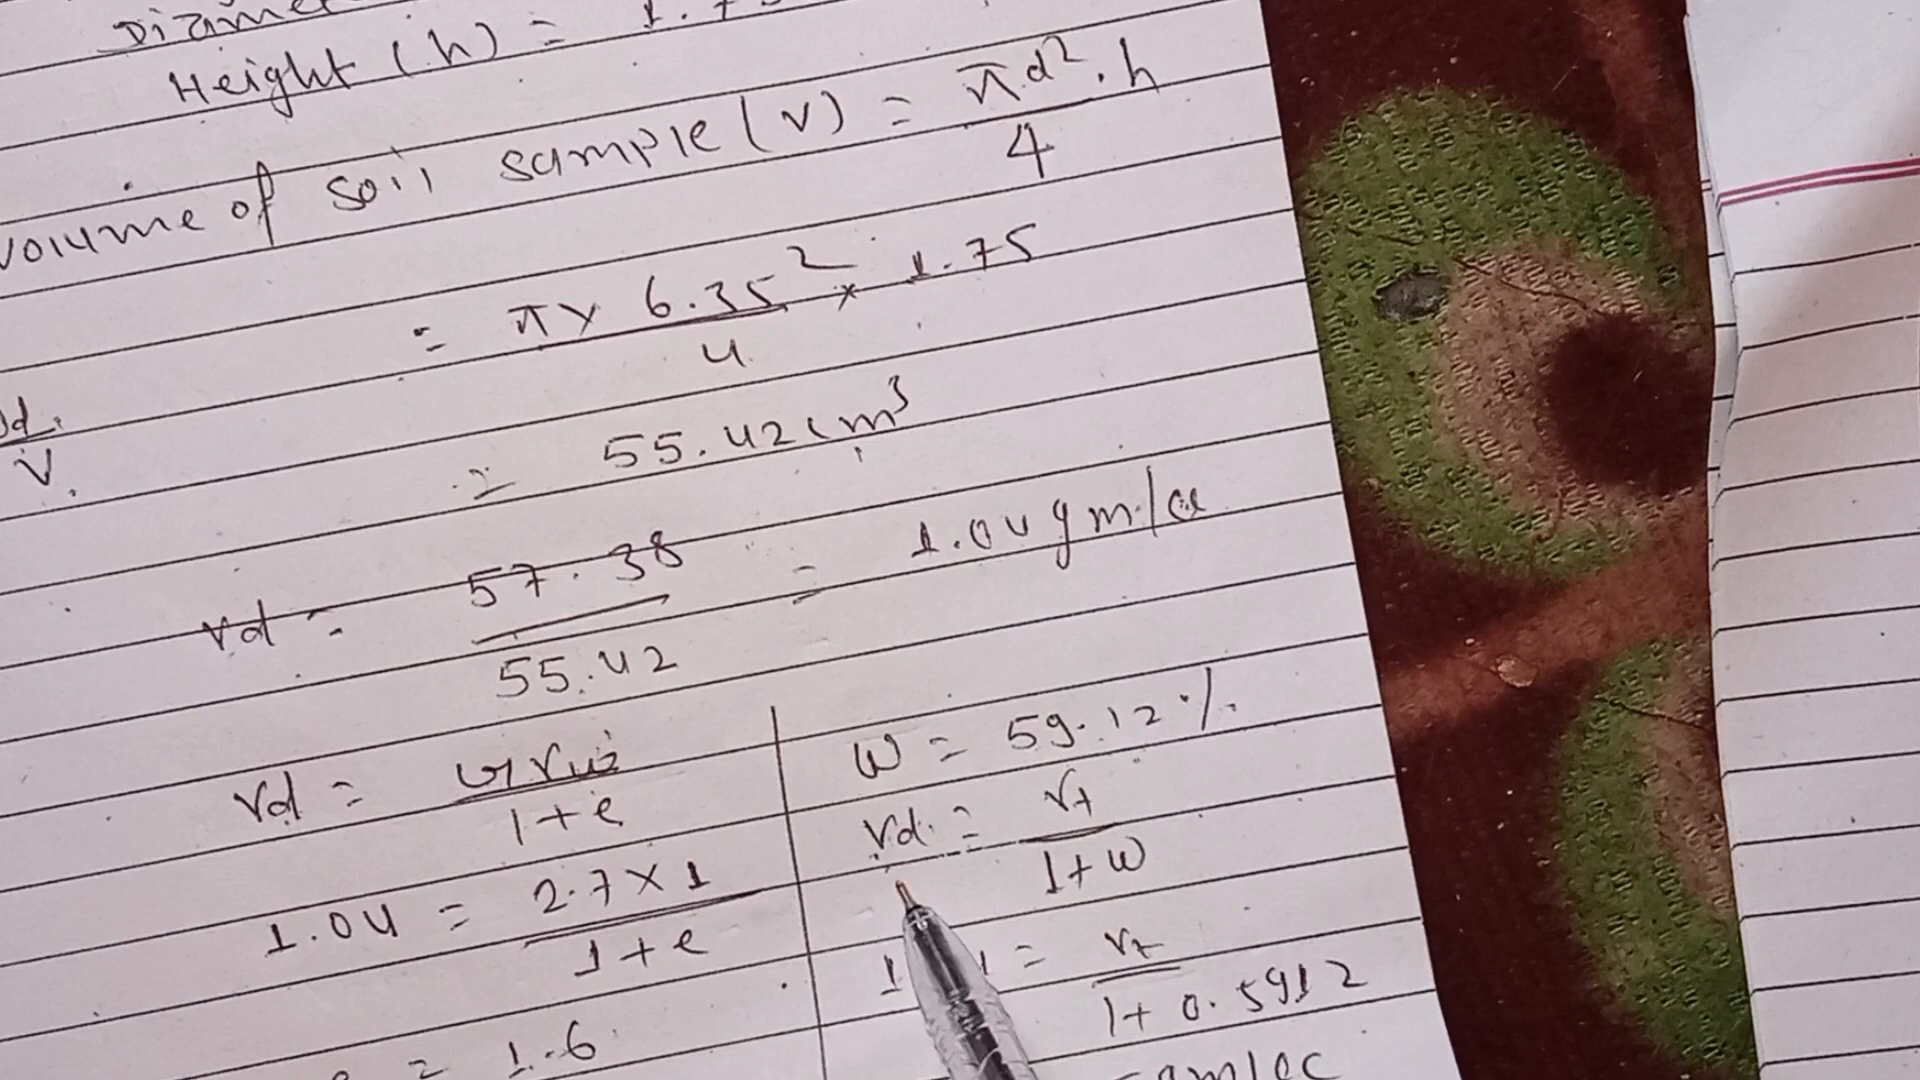 Height (h) =
Volume of soil sample (V) = πd².h / 4
= π × 6.35² / 4 × 1.75
= 55.42 cm³
V.
γd = 57.38 / 55.42 = 1.04 gm/cc
γd = Gγw / 1+e
1.04 = 2.7 × 1 / 1+e
= 1.6
w = 59.12 %.
γd = γt / 1+w
= γt / 1+ 0.5912
gm/cc